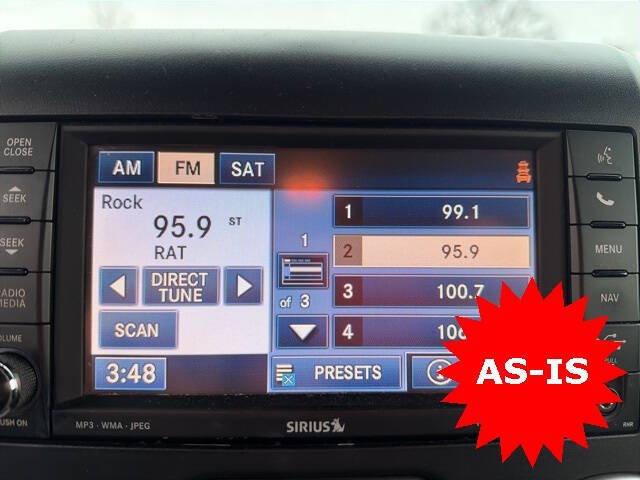 OPEN
CLOSE
SEEK
SEEK
RADIO
MEDIA
VOLUME
PUSH ON
AM FM SAT
Rock
95.9 ST
RAT
DIRECT
TUNE
SCAN
3:48
1
of 3
1 99.1
2 95.9
3 100.7
4 106.
PRESETS
MENU
NAV
AS-IS
MP3 · WMA · JPEG
SIRIUS
RHR